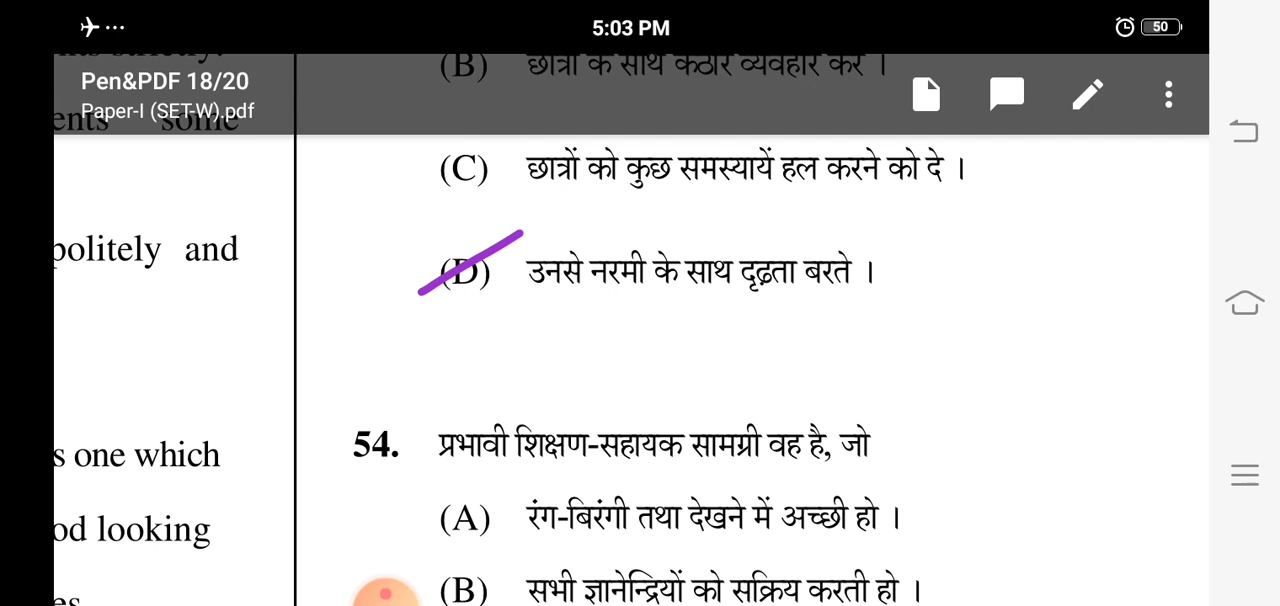 5:03 PM
50
Pen&PDF 18/20
Paper-I (SET-W).pdf
ents some
(B) छात्रों के साथ कठोर व्यवहार करें ।
(C) छात्रों को कुछ समस्यायें हल करने को दे ।
politely and
(D) उनसे नरमी के साथ दृढ़ता बरते ।
54. प्रभावी शिक्षण-सहायक सामग्री वह है, जो
s one which
(A) रंग-बिरंगी तथा देखने में अच्छी हो ।
od looking
(B) सभी ज्ञानेन्द्रियों को सक्रिय करती हो ।